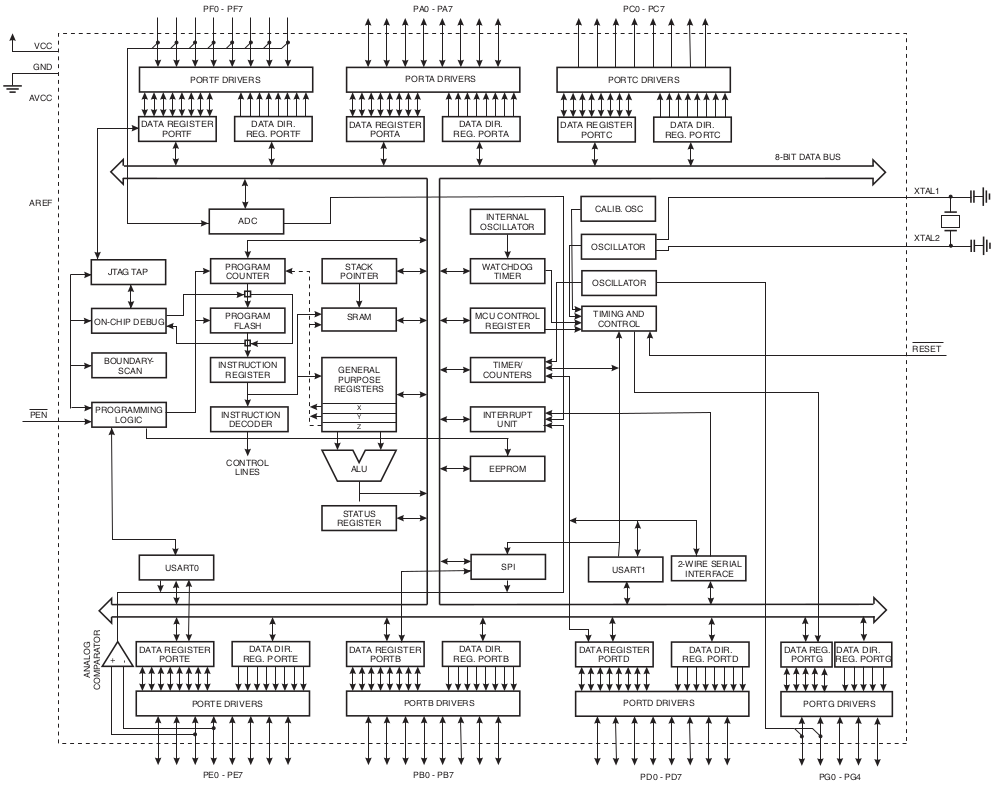 PF0 - PF7
PA0 - PA7
PC0 - PC7
VCC
GND
AVCC
AREF
PORTF DRIVERS
PORTA DRIVERS
PORTC DRIVERS
DATA REGISTER
PORTF
DATA DIR.
REG. PORTF
DATA REGISTER
PORTA
DATA DIR.
REG. PORTA
DATA REGISTER
PORTC
DATA DIR.
REG. PORTC
8-BIT DATA BUS
XTAL1
XTAL2
RESET
ADC
INTERNAL
OSCILLATOR
CALIB. OSC
OSCILLATOR
OSCILLATOR
JTAG TAP
PROGRAM
COUNTER
STACK
POINTER
WATCHDOG
TIMER
ON-CHIP DEBUG
PROGRAM
FLASH
SRAM
MCU CONTROL
REGISTER
TIMING AND
CONTROL
BOUNDARY-
SCAN
INSTRUCTION
REGISTER
GENERAL
PURPOSE
REGISTERS
X
Y
Z
TIMER/
COUNTERS
PEN
PROGRAMMING
LOGIC
INSTRUCTION
DECODER
INTERRUPT
UNIT
CONTROL
LINES
ALU
EEPROM
STATUS
REGISTER
USART0
SPI
USART1
2-WIRE SERIAL
INTERFACE
ANALOG
COMPARATOR
+ -
DATA REGISTER
PORTE
DATA DIR.
REG. PORTE
DATA REGISTER
PORTB
DATA DIR.
REG. PORTB
DATA REGISTER
PORTD
DATA DIR.
REG. PORTD
DATA REG.
PORTG
DATA DIR.
REG. PORTG
PORTE DRIVERS
PORTB DRIVERS
PORTD DRIVERS
PORTG DRIVERS
PE0 - PE7
PB0 - PB7
PD0 - PD7
PG0 - PG4